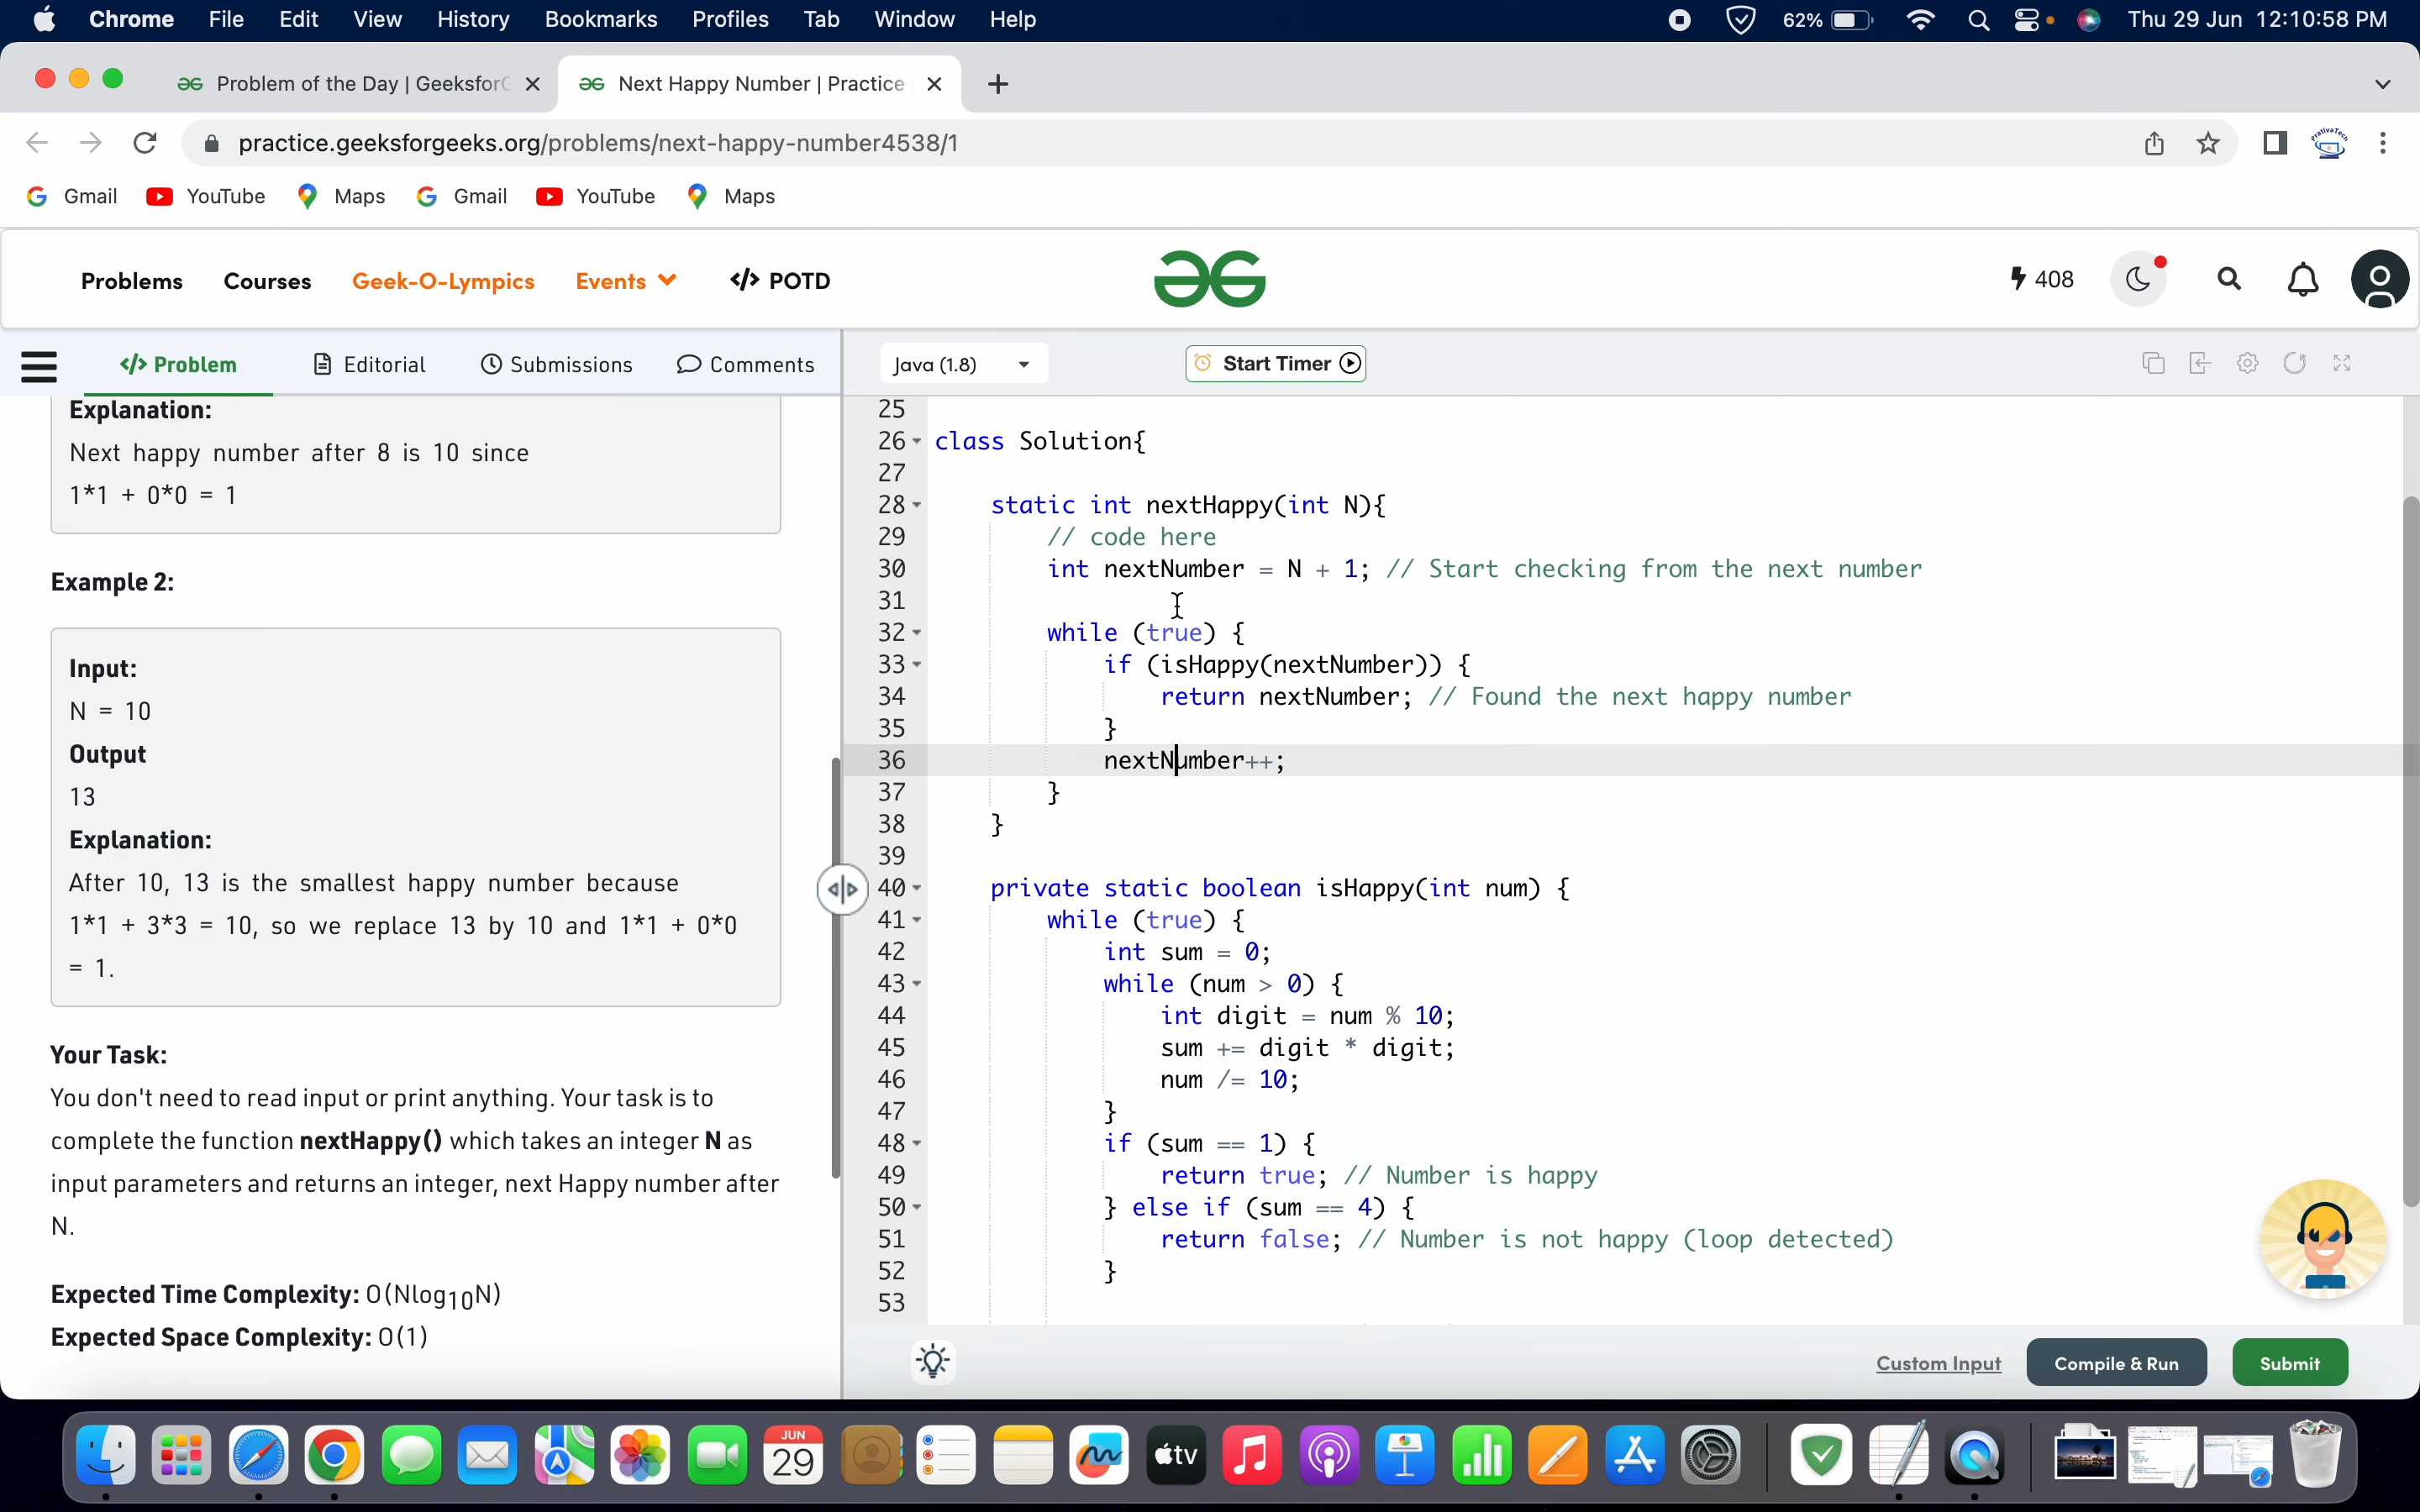 Chrome File Edit View History Bookmarks Profiles Tab Window Help 62% Thu 29 Jun 12:10:58 PM
Problem of the Day | Geeksfor
Next Happy Number | Practice
practice.geeksforgeeks.org/problems/next-happy-number4538/1
Gmail YouTube Maps Gmail YouTube Maps
Problems Courses Geek-O-Lympics Events </> POTD 408
</> Problem Editorial Submissions Comments
Explanation:
Next happy number after 8 is 10 since
1*1 + 0*0 = 1
Example 2:
Input:
N = 10
Output
13
Explanation:
After 10, 13 is the smallest happy number because
1*1 + 3*3 = 10, so we replace 13 by 10 and 1*1 + 0*0
= 1.
Your Task:
You don't need to read input or print anything. Your task is to
complete the function nextHappy() which takes an integer N as
input parameters and returns an integer, next Happy number after
N.
Expected Time Complexity: O(Nlog10N)
Expected Space Complexity: O(1)
Java (1.8) Start Timer
25
26 class Solution{
27
28 static int nextHappy(int N){
29 // code here
30 int nextNumber = N + 1; // Start checking from the next number
31
32 while (true) {
33 if (isHappy(nextNumber)) {
34 return nextNumber; // Found the next happy number
35 }
36 nextNumber++;
37 }
38 }
39
40 private static boolean isHappy(int num) {
41 while (true) {
42 int sum = 0;
43 while (num > 0) {
44 int digit = num % 10;
45 sum += digit * digit;
46 num /= 10;
47 }
48 if (sum == 1) {
49 return true; // Number is happy
50 } else if (sum == 4) {
51 return false; // Number is not happy (loop detected)
52 }
53
Custom Input Compile & Run Submit
JUN
29
tv